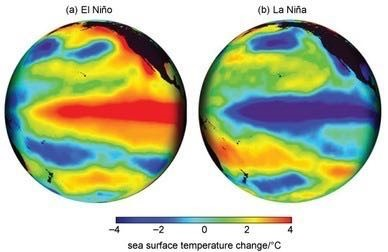 (a) El Niño (b) La Niña
−4 −2 0 2 4
sea surface temperature change/°C